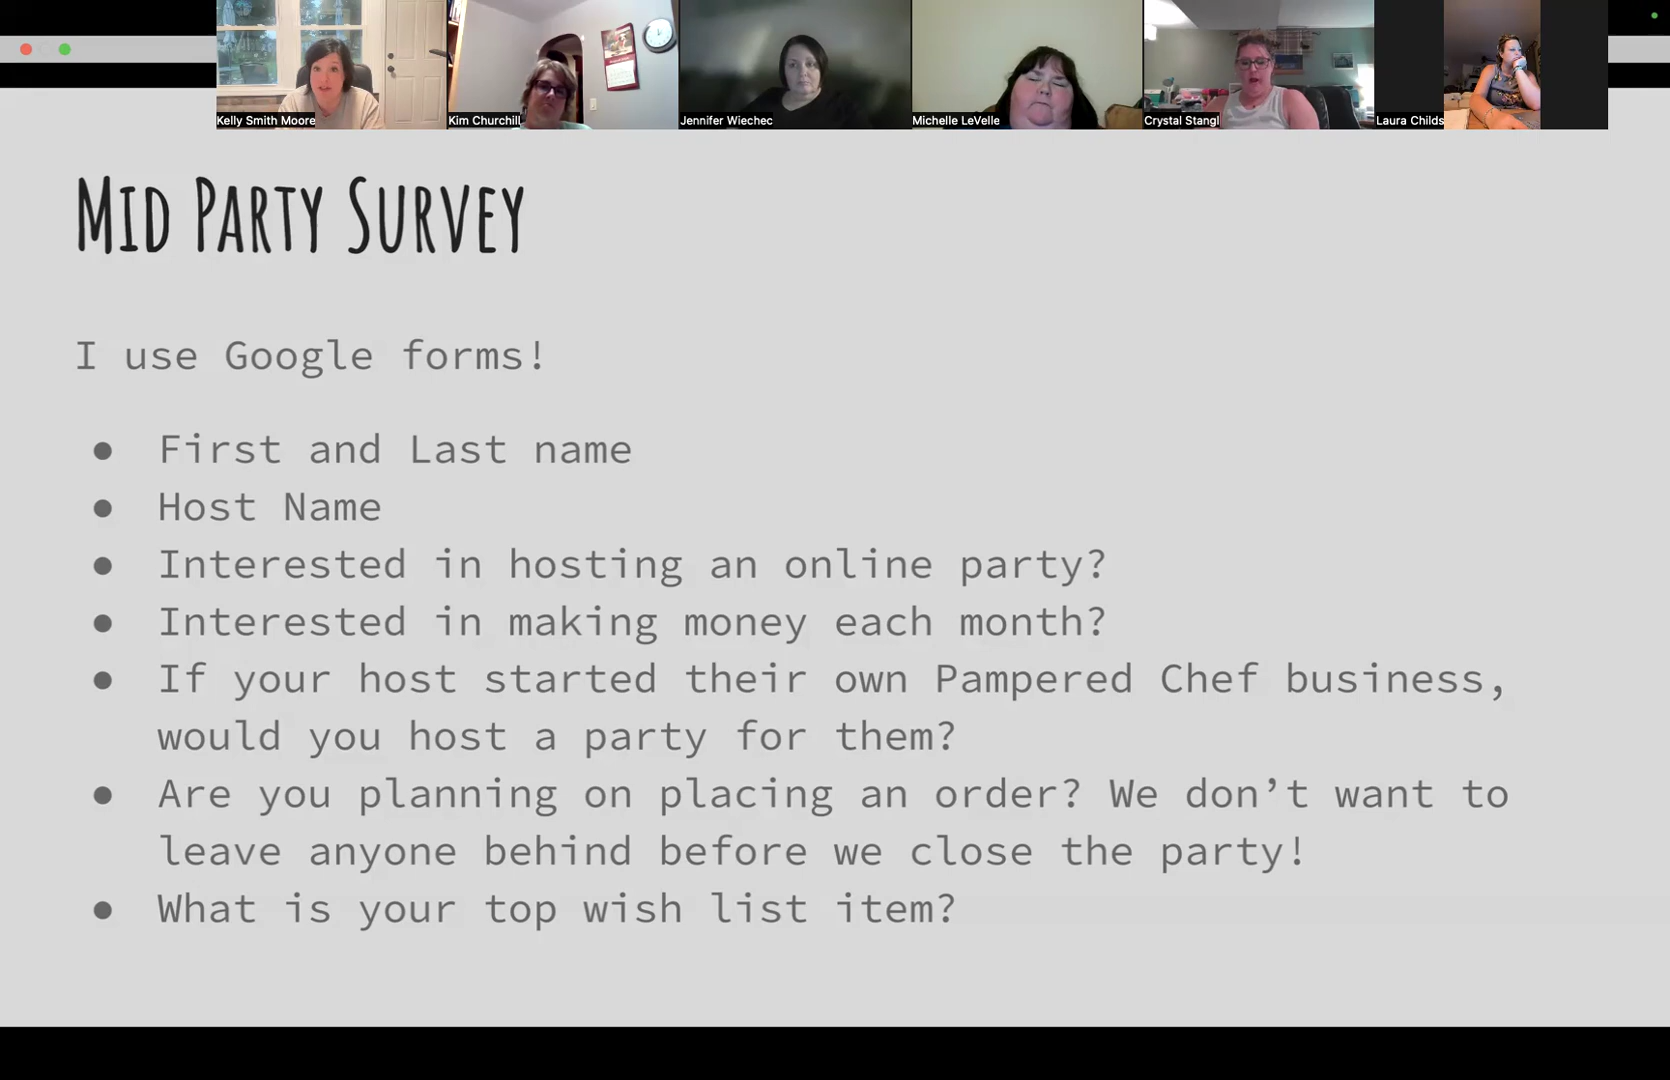 Kelly Smith Moore
Kim Churchill
Jennifer Wiechec
Michelle LeVelle
Crystal Stangl
Laura Childs
Mid Party Survey
I use Google forms!
● First and Last name
● Host Name
● Interested in hosting an online party?
● Interested in making money each month?
● If your host started their own Pampered Chef business,
would you host a party for them?
● Are you planning on placing an order? We don’t want to
leave anyone behind before we close the party!
● What is your top wish list item?